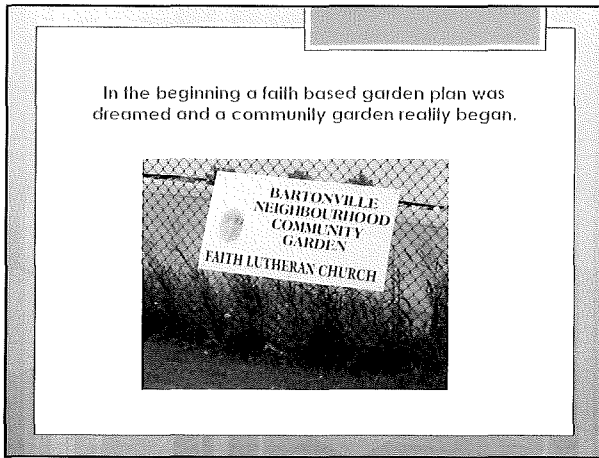 In the beginning a faith based garden plan was
dreamed and a community garden reality began.
BARTONVILLE
NEIGHBOURHOOD
COMMUNITY
GARDEN
FAITH LUTHERAN CHURCH